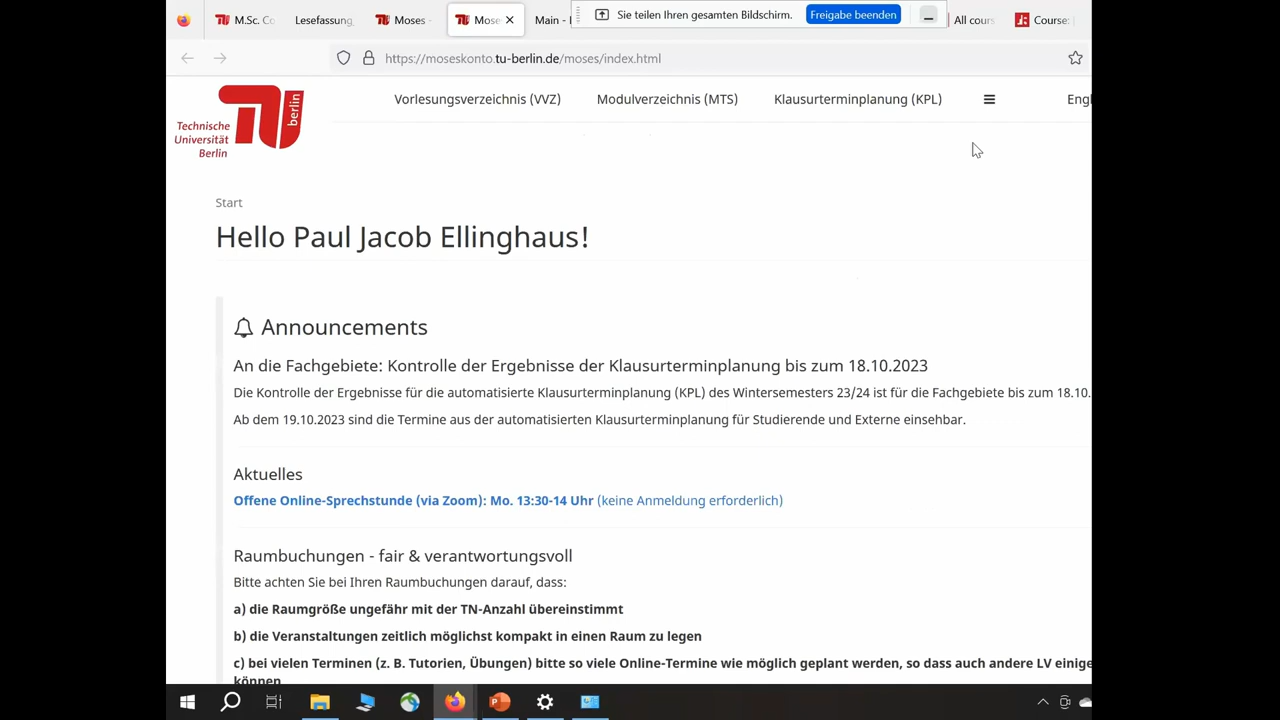 M.Sc. Co
Lesefassung
Moses
Mose
Main -
Sie teilen Ihren gesamten Bildschirm.
Freigabe beenden
All cours
Course:
https://moseskonto.tu-berlin.de/moses/index.html
Technische
Universität
Berlin
berlin
Vorlesungsverzeichnis (VVZ)
Modulverzeichnis (MTS)
Klausurterminplanung (KPL)
Engl
Start
Hello Paul Jacob Ellinghaus!
Announcements
An die Fachgebiete: Kontrolle der Ergebnisse der Klausurterminplanung bis zum 18.10.2023
Die Kontrolle der Ergebnisse für die automatisierte Klausurterminplanung (KPL) des Wintersemesters 23/24 ist für die Fachgebiete bis zum 18.10.
Ab dem 19.10.2023 sind die Termine aus der automatisierten Klausurterminplanung für Studierende und Externe einsehbar.
Aktuelles
Offene Online-Sprechstunde (via Zoom): Mo. 13:30-14 Uhr (keine Anmeldung erforderlich)
Raumbuchungen - fair & verantwortungsvoll
Bitte achten Sie bei Ihren Raumbuchungen darauf, dass:
a) die Raumgröße ungefähr mit der TN-Anzahl übereinstimmt
b) die Veranstaltungen zeitlich möglichst kompakt in einen Raum zu legen
c) bei vielen Terminen (z. B. Tutorien, Übungen) bitte so viele Online-Termine wie möglich geplant werden, so dass auch andere LV einige
können